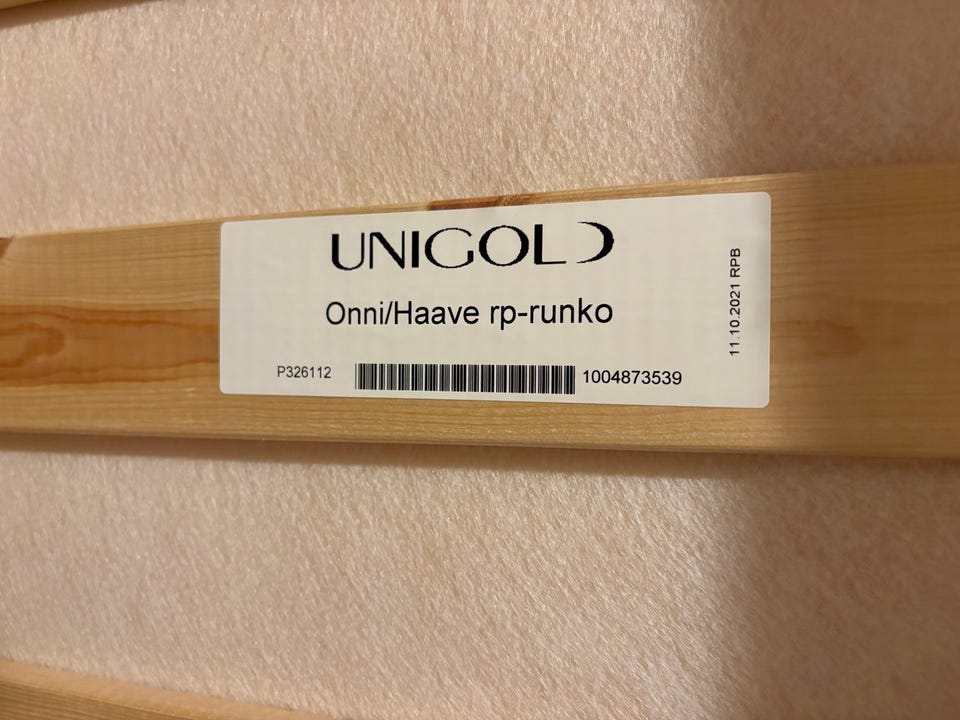 UNIGOLD
Onni/Haave rp-runko
P326112
1004873539
11.10.2021 RPB